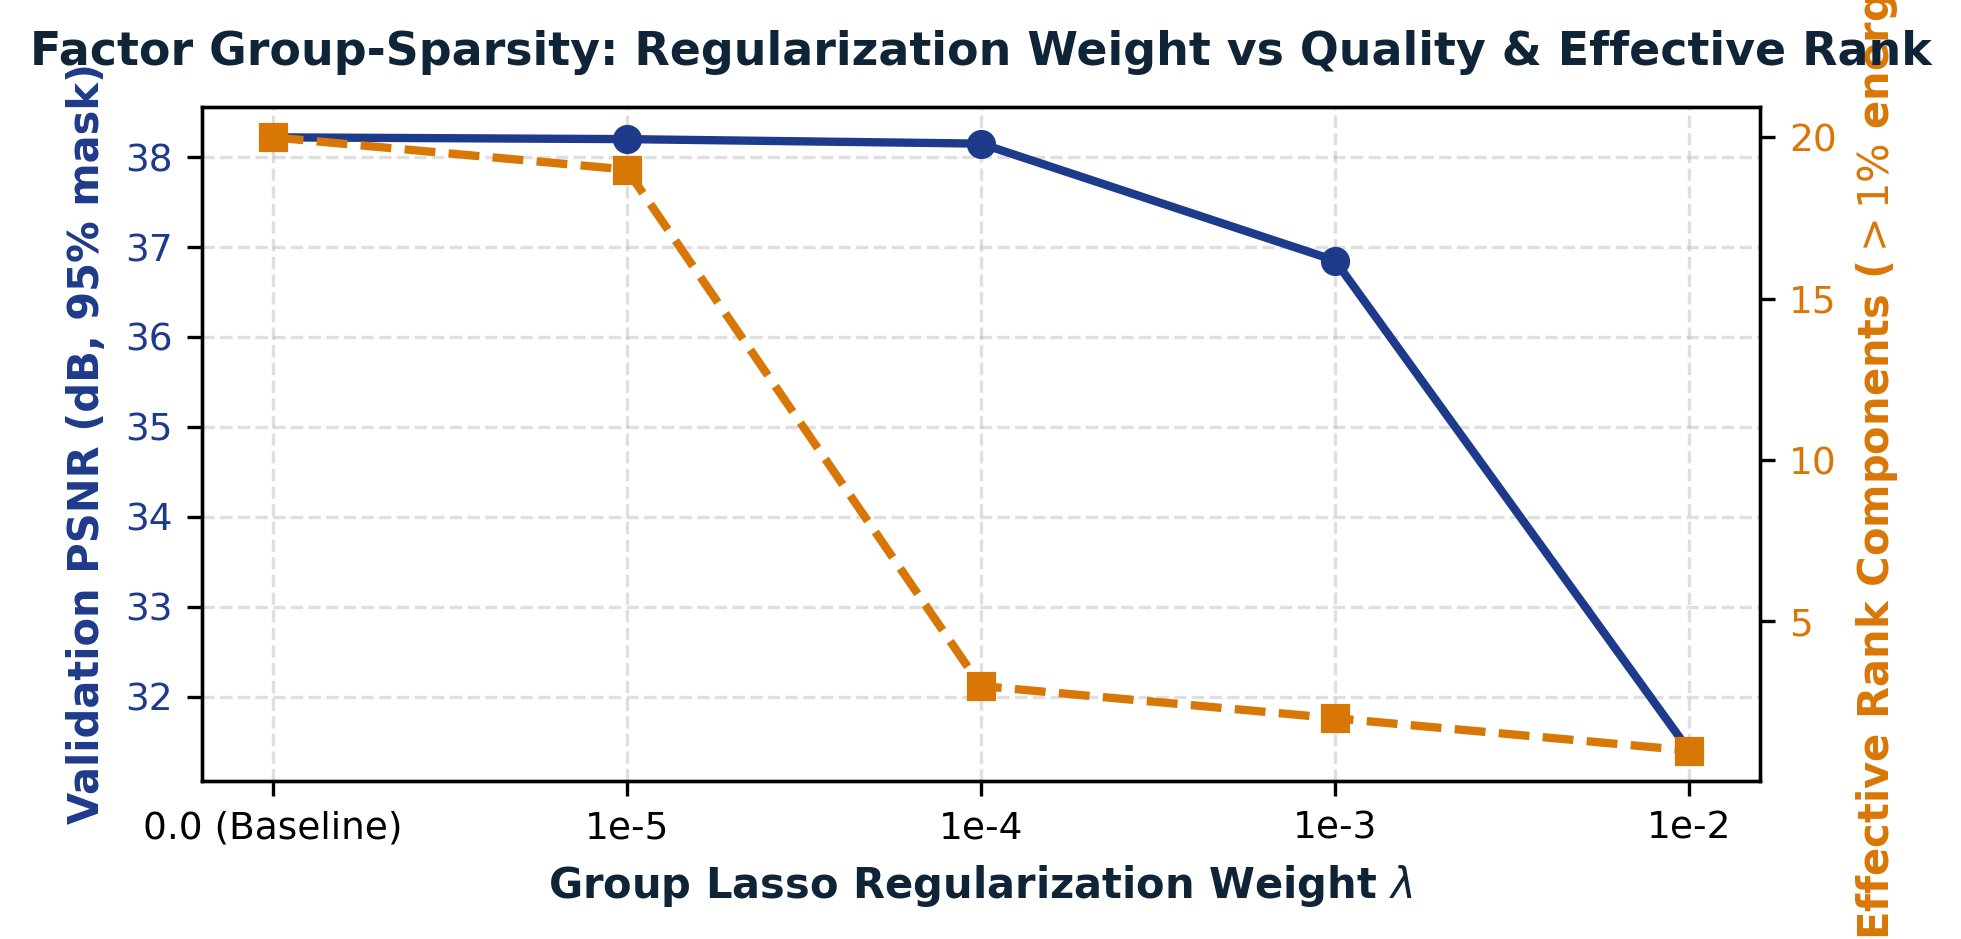 Factor Group-Sparsity: Regularization Weight vs Quality & Effective Rank
Validation PSNR (dB, 95% mask)
38
37
36
35
34
33
32
20
15
10
5
Effective Rank Components ( > 1% energ
0.0 (Baseline)
1e-5
1e-4
1e-3
1e-2
Group Lasso Regularization Weight λ